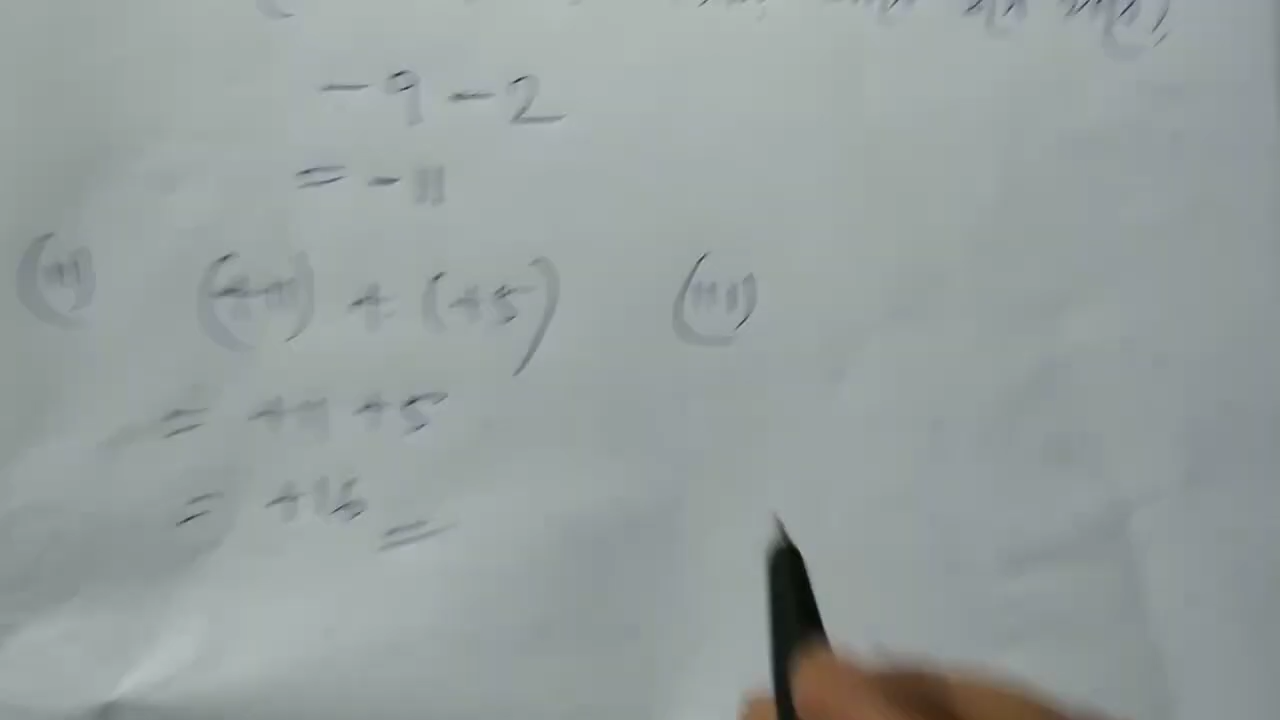 -9 -2
= -11
(ii) (+11) + (+5) (iii)
= +11 +5
= +16 =